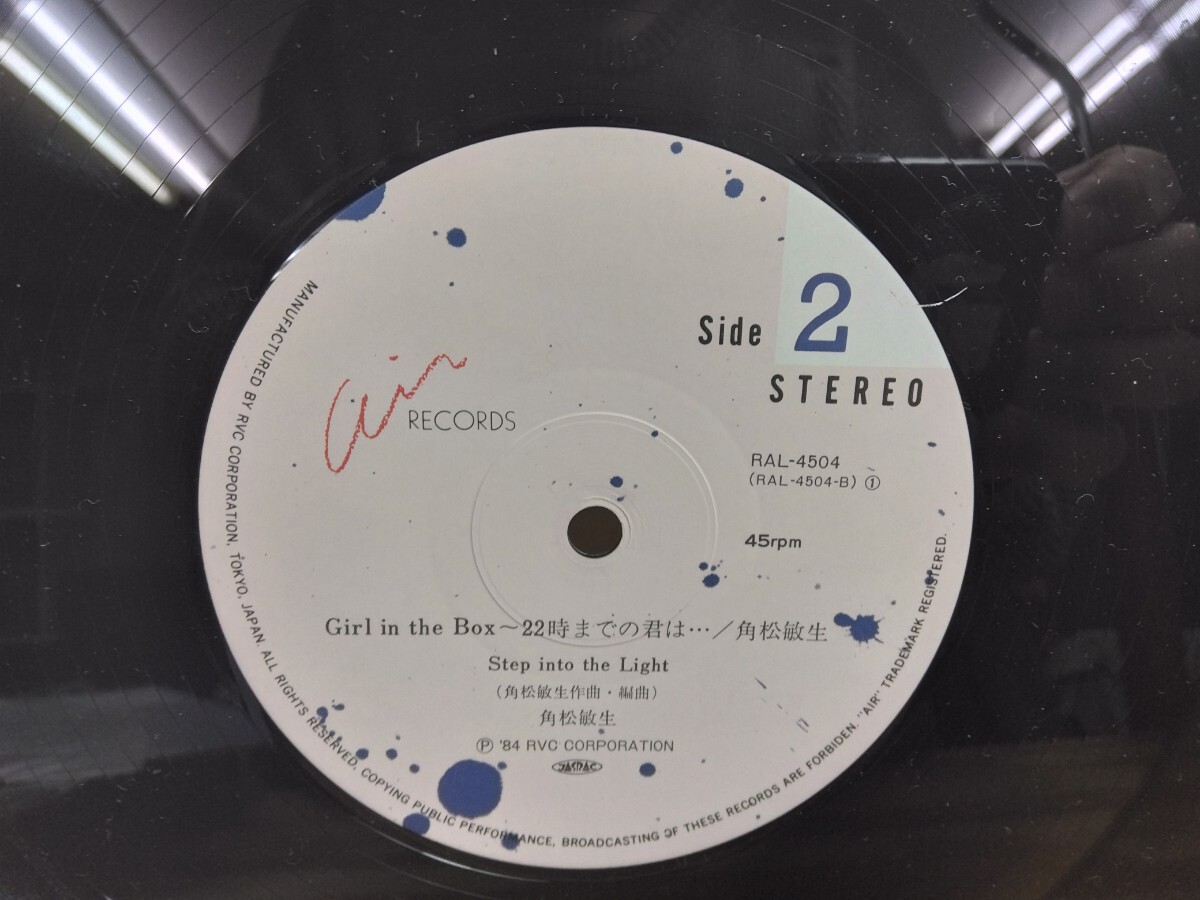 Side 2
STEREO
air
RECORDS
RAL-4504
(RAL-4504-B) ①
45rpm
Girl in the Box〜22時までの君は…/角松敏生
Step into the Light
(角松敏生作曲・編曲)
角松敏生
Ⓟ '84 RVC CORPORATION
JASRAC
MANUFACTURED BY RVC CORPORATION, TOKYO, JAPAN. ALL RIGHTS RESERVED, COPYING PUBLIC PERFORMANCE, BROADCASTING OF THESE RECORDS ARE FORBIDEN. "AIR" TRADEMARK REGISTERED.